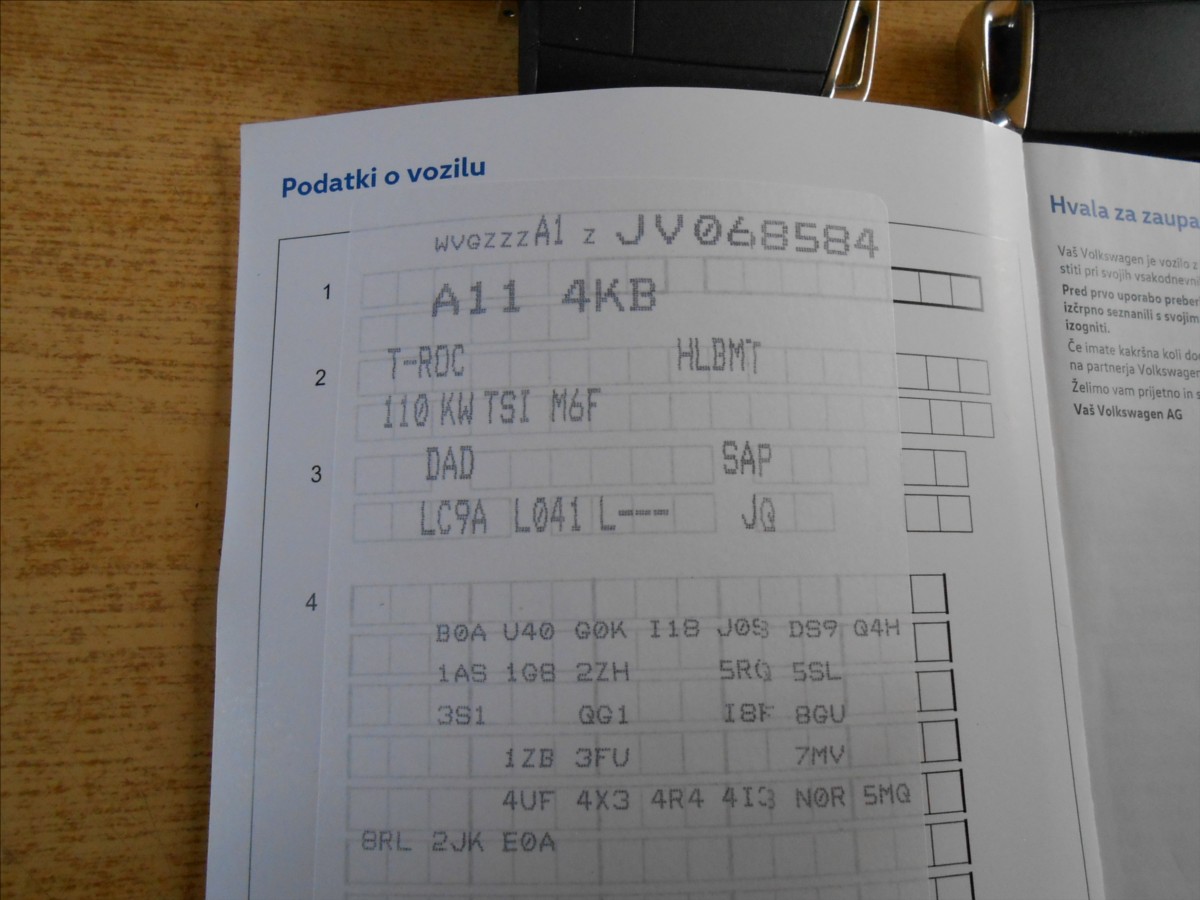 Podatki o vozilu
WVGZZZA1 Z JV068584
1
A11 4KB
T-ROC HLBMT
2
110 KW TSI M6F
3
DAD SAP
LC9A L041 L--- JQ
4
B0A U40 G0K I18 J0S DS9 Q4H
1AS 1G8 2ZH 5RQ 5SL
3S1 QG1 I8F 8GU
1ZB 3FU 7MV
4UF 4X3 4R4 4I3 N0R 5MQ
8RL 2JK E0A
Hvala za zaupa
Vaš Volkswagen je vozilo z
stiti pri svojih vsakodnevni
Pred prvo uporabo preber
izčrpno seznanili s svojim
izogniti.
Če imate kakršna koli do
na partnerja Volkswagen
Želimo vam prijetno in s
Vaš Volkswagen AG